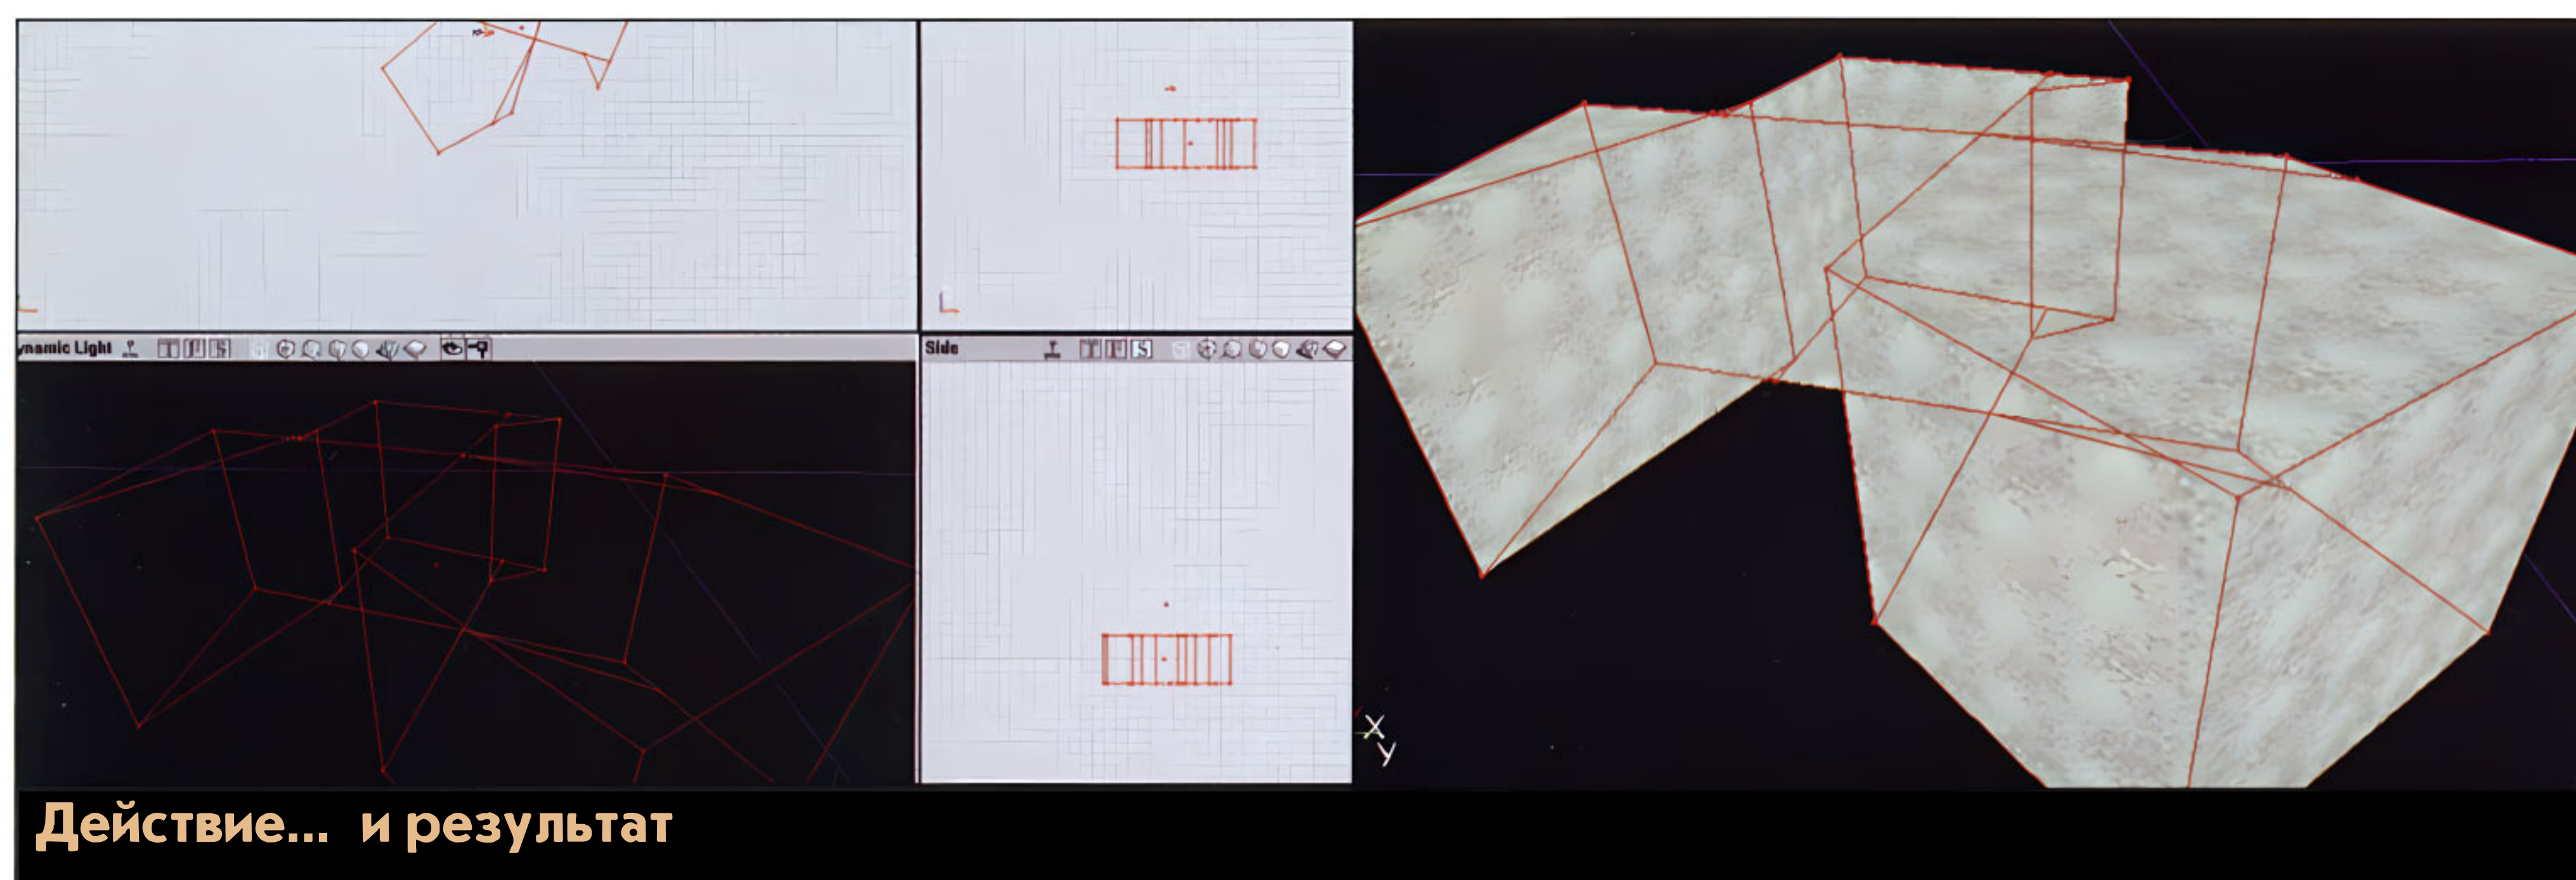 ynamic Light
Side
X
y
Действие... и результат